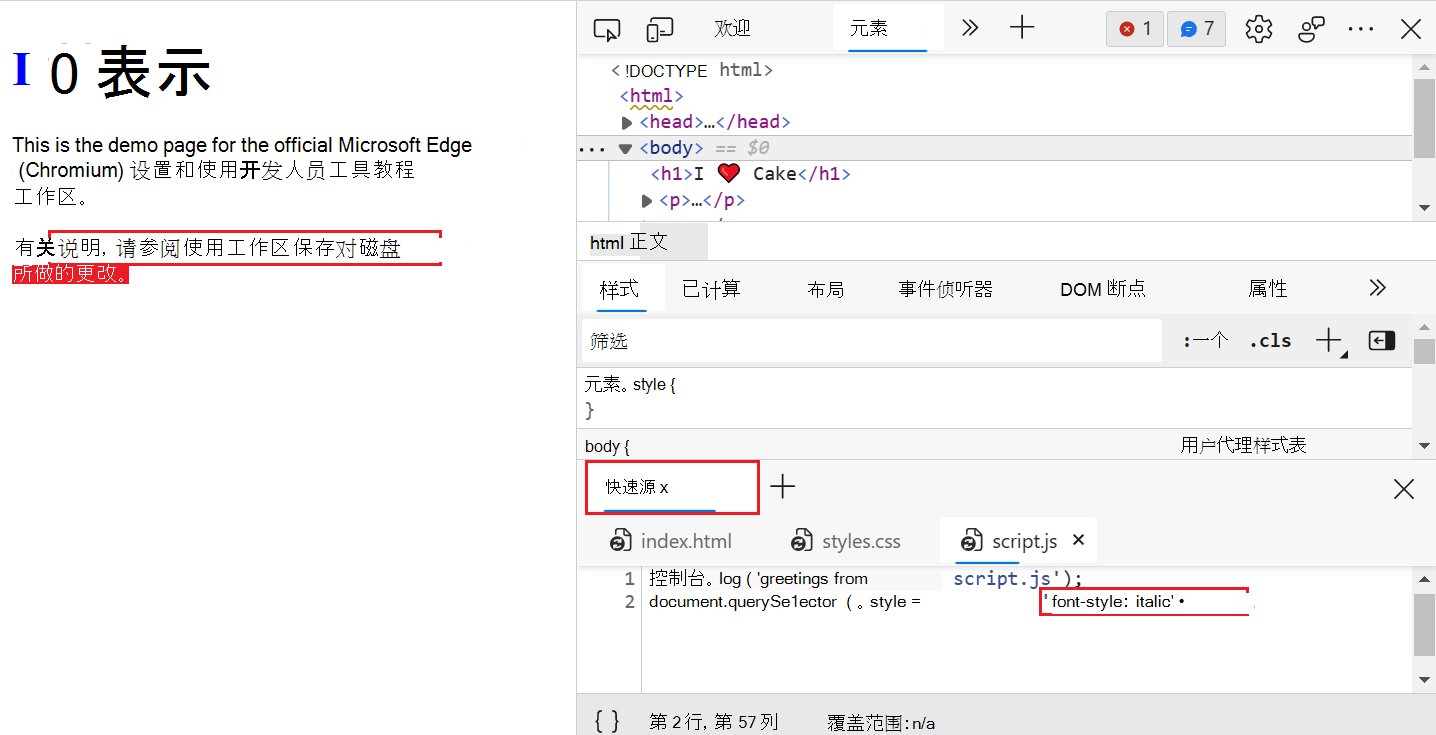 I 0 表示
This is the demo page for the official Microsoft Edge
(Chromium) 设置和使用开发人员工具教程
工作区。
有关说明, 请参阅使用工作区保存对磁盘
所做的更改。
欢迎 元素 1 7
<!DOCTYPE html>
<html>
<head>…</head>
<body> == $0
<h1>I ❤️ Cake</h1>
<p>…</p>
html 正文
样式 已计算 布局 事件侦听器 DOM 断点 属性
筛选 :一个 .cls
元素。style {
}
body { 用户代理样式表
快速源 x
index.html styles.css script.js ×
1 控制台。log ( 'greetings from script.js');
2 document.querySe1ector ( 。style = 'font-style: italic' •
{ } 第 2 行, 第 57 列 覆盖范围: n/a